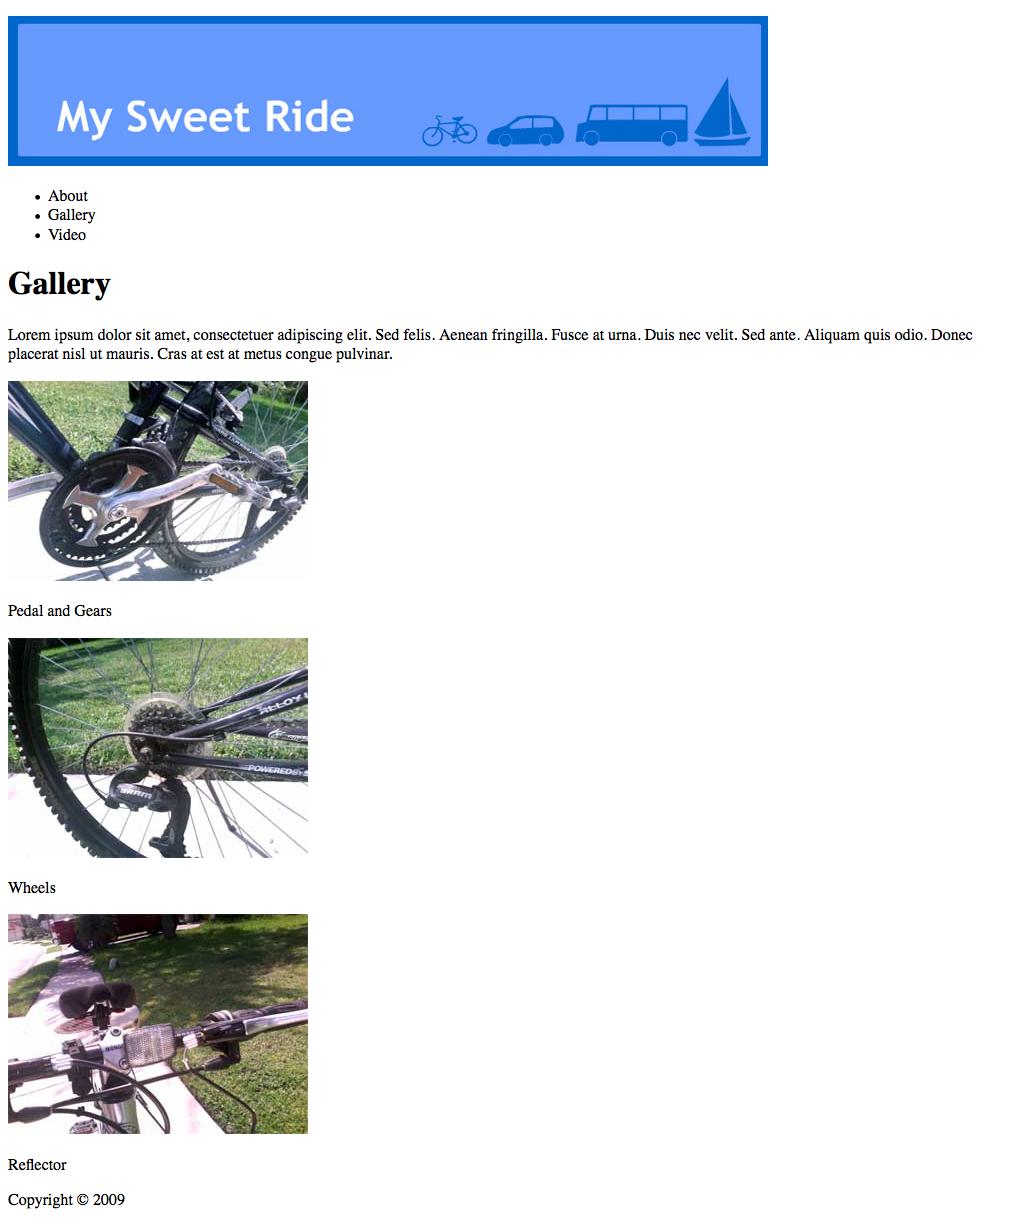 My Sweet Ride
About
Gallery
Video
Gallery
Lorem ipsum dolor sit amet, consectetuer adipiscing elit. Sed felis. Aenean fringilla. Fusce at urna. Duis nec velit. Sed ante. Aliquam quis odio. Donec
placerat nisl ut mauris. Cras at est at metus congue pulvinar.
Pedal and Gears
ALLOY
POWERED BY
SRAM
Wheels
Reflector
Copyright © 2009